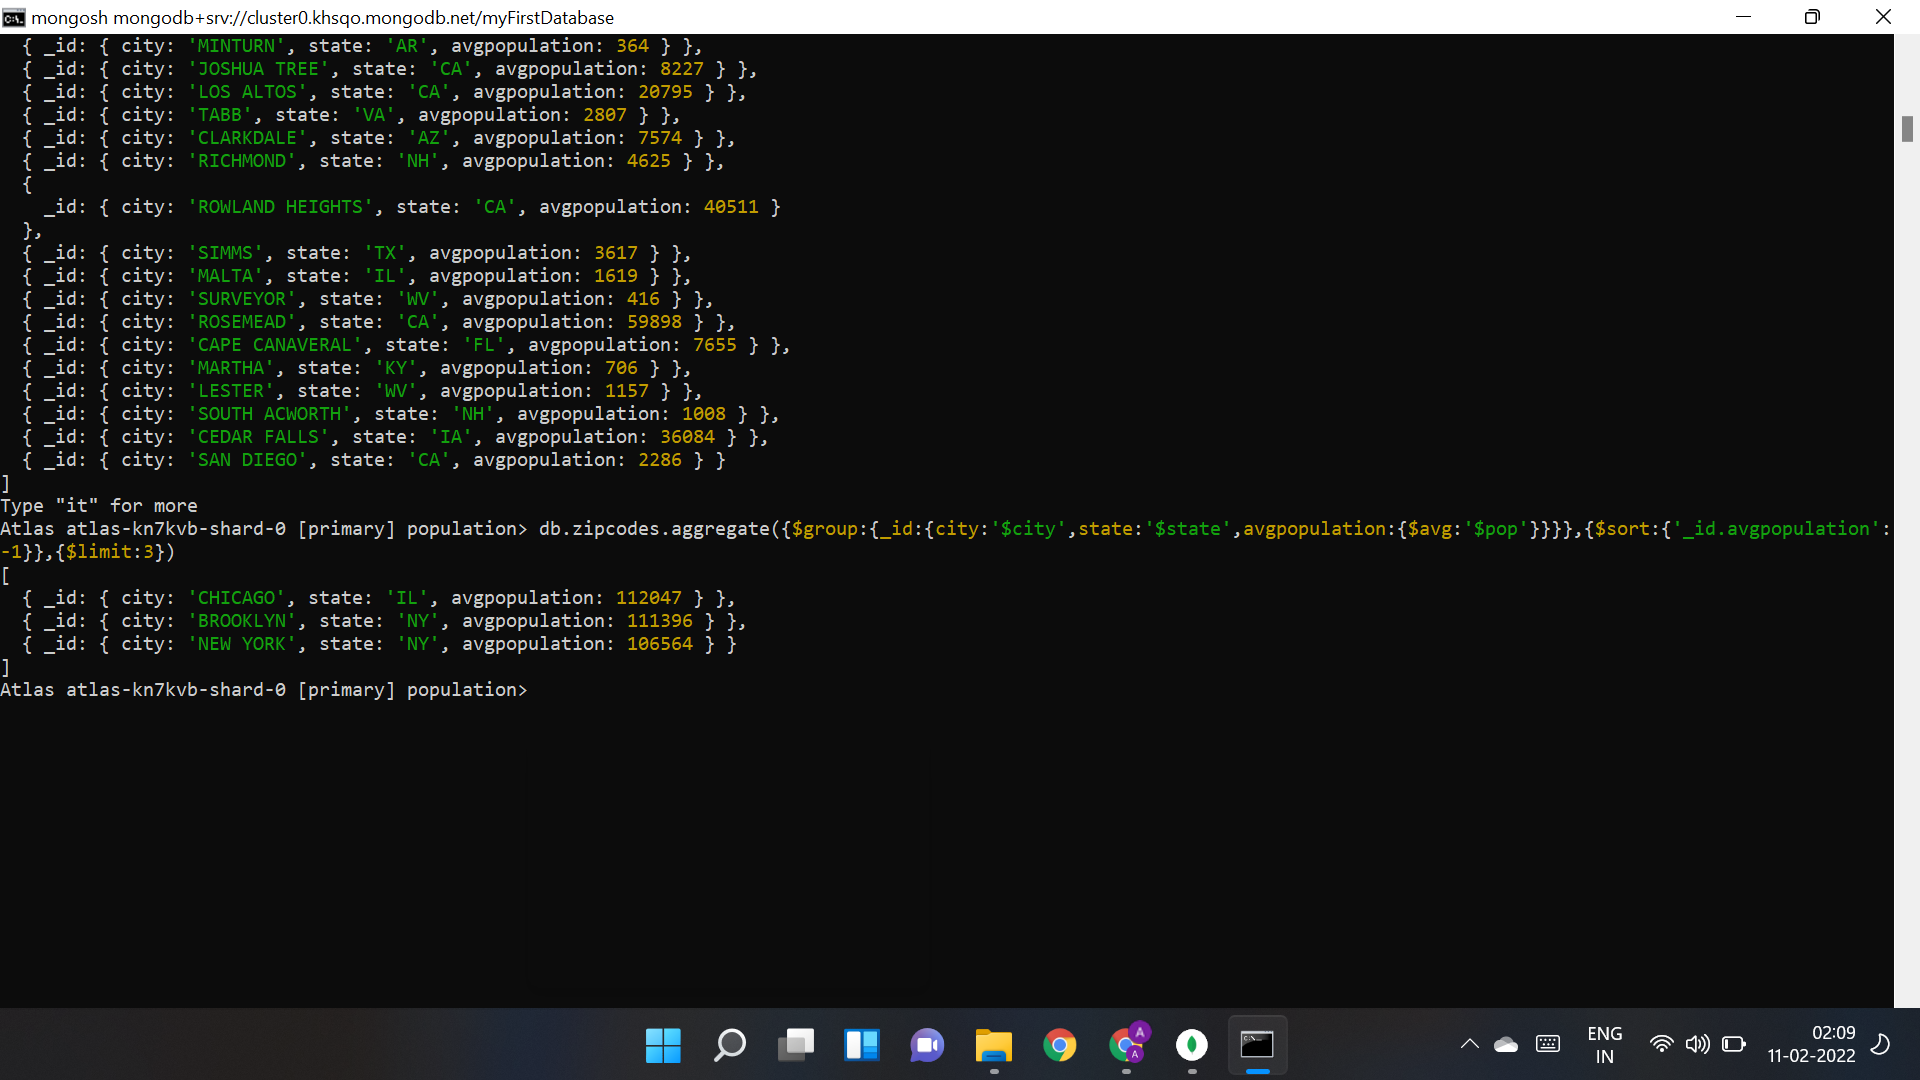 mongosh mongodb+srv://cluster0.khsqo.mongodb.net/myFirstDatabase
{ _id: { city: 'MINTURN', state: 'AR', avgpopulation: 364 } },
{ _id: { city: 'JOSHUA TREE', state: 'CA', avgpopulation: 8227 } },
{ _id: { city: 'LOS ALTOS', state: 'CA', avgpopulation: 20795 } },
{ _id: { city: 'TABB', state: 'VA', avgpopulation: 2807 } },
{ _id: { city: 'CLARKDALE', state: 'AZ', avgpopulation: 7574 } },
{ _id: { city: 'RICHMOND', state: 'NH', avgpopulation: 4625 } },
{
_id: { city: 'ROWLAND HEIGHTS', state: 'CA', avgpopulation: 40511 }
},
{ _id: { city: 'SIMMS', state: 'TX', avgpopulation: 3617 } },
{ _id: { city: 'MALTA', state: 'IL', avgpopulation: 1619 } },
{ _id: { city: 'SURVEYOR', state: 'WV', avgpopulation: 416 } },
{ _id: { city: 'ROSEMEAD', state: 'CA', avgpopulation: 59898 } },
{ _id: { city: 'CAPE CANAVERAL', state: 'FL', avgpopulation: 7655 } },
{ _id: { city: 'MARTHA', state: 'KY', avgpopulation: 706 } },
{ _id: { city: 'LESTER', state: 'WV', avgpopulation: 1157 } },
{ _id: { city: 'SOUTH ACWORTH', state: 'NH', avgpopulation: 1008 } },
{ _id: { city: 'CEDAR FALLS', state: 'IA', avgpopulation: 36084 } },
{ _id: { city: 'SAN DIEGO', state: 'CA', avgpopulation: 2286 } }
]
Type "it" for more
Atlas atlas-kn7kvb-shard-0 [primary] population> db.zipcodes.aggregate({$group:{_id:{city:'$city',state:'$state',avgpopulation:{$avg:'$pop'}}}},{$sort:{'_id.avgpopulation':
-1}},{$limit:3})
[
{ _id: { city: 'CHICAGO', state: 'IL', avgpopulation: 112047 } },
{ _id: { city: 'BROOKLYN', state: 'NY', avgpopulation: 111396 } },
{ _id: { city: 'NEW YORK', state: 'NY', avgpopulation: 106564 } }
]
Atlas atlas-kn7kvb-shard-0 [primary] population>
A
A
ENG
IN
02:09
11-02-2022